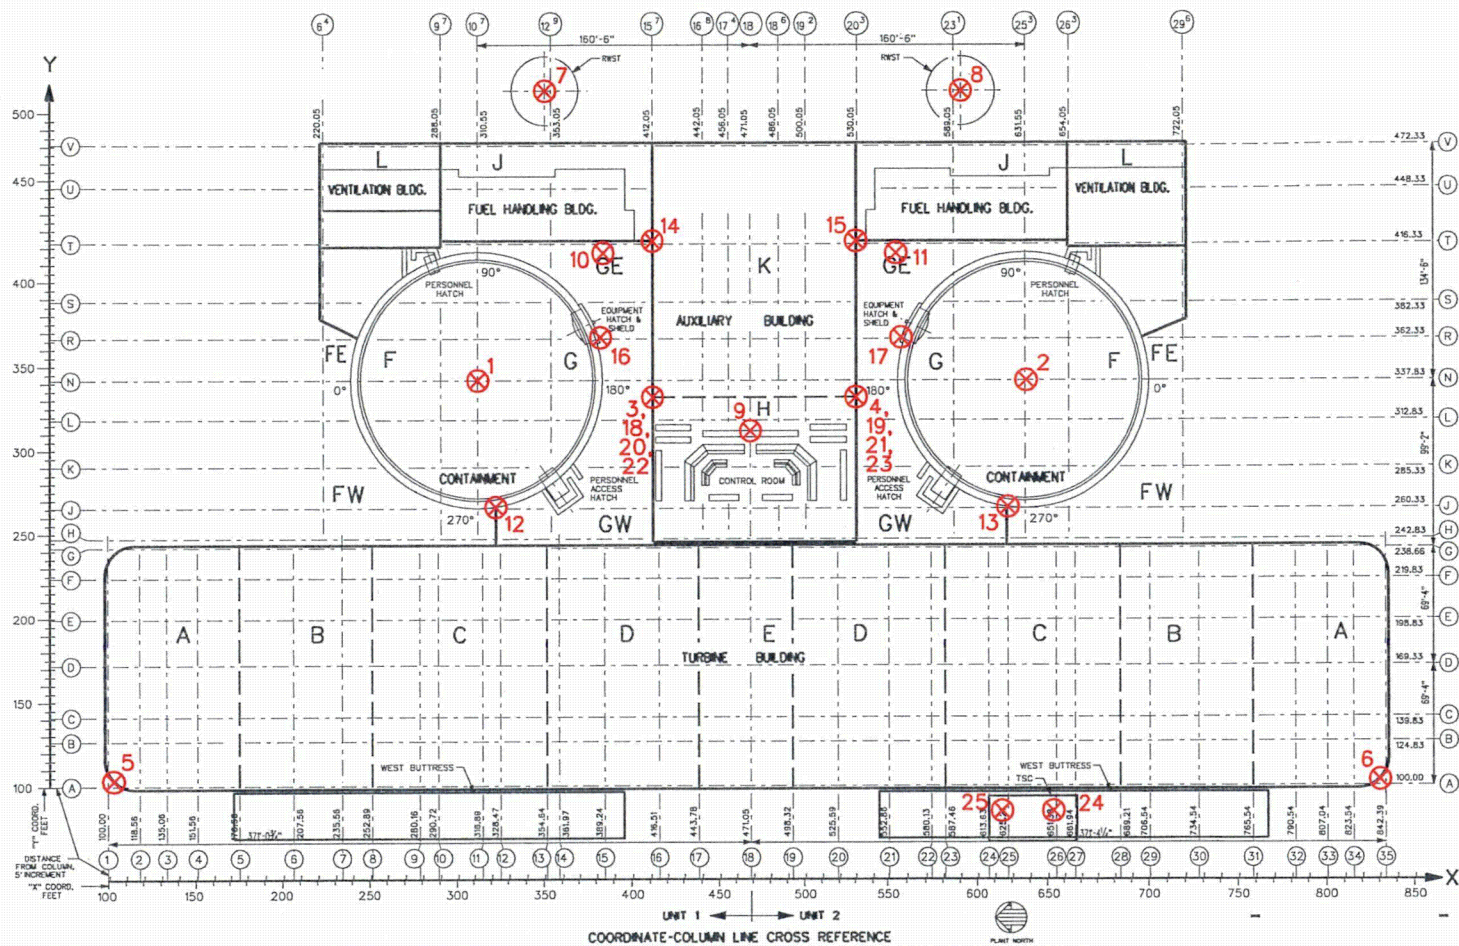 6⁴ 9⁷ 10⁷ 12⁹ 15⁷ 16⁸ 17⁴ 18 18⁶ 19² 20³ 23¹ 25³ 26³ 29⁶
160'-6" 160'-6"
RWST RWST
7 8
Y
220.05 288.05 310.55 353.05 412.05 442.05 456.05 471.05 486.05 500.05 530.05 589.05 631.55 654.05 722.05
500
V L J J L 472.33 V
450 U VENTILATION BLDG. VENTILATION BLDG. 448.33 U
FUEL HANDLING BLDG. FUEL HANDLING BLDG.
14 15
T 10 GE K GE 11 416.33 T
400 90° 90°
PERSONNEL HATCH PERSONNEL HATCH
134'-6"
S 382.33 S
EQUIPMENT HATCH & SHIELD EQUIPMENT HATCH & SHIELD
AUXILIARY BUILDING
R 362.33 R
FE F G 16 17 G F FE
350 1 2
N 0° 180° 180° 0° 337.83 N
3, 18, 20, 22 9 H 4, 19, 21, 23
L 312.83 L
300 99'-2"
K 285.33 K
CONTAINMENT CONTROL ROOM CONTAINMENT
PERSONNEL ACCESS HATCH PERSONNEL ACCESS HATCH
FW FW
J 260.33 J
270° 12 GW GW 13 270°
250 H 242.83 H
G 238.66 G
F 219.83 F
69'-4"
200 E 198.83 E
A B C D E D C B A
TURBINE BUILDING
D 169.33 D
69'-4"
150
C 139.83 C
B 124.83 B
5 6
WEST BUTTRESS WEST BUTTRESS
TSC
100 A 100.00 A
25 24
"Y" COORD. FEET
100.00 118.56 135.06 151.56 207.56 235.56 252.89 280.16 290.72 318.89 328.47 354.64 361.97 389.24 416.51 443.78 471.05 498.32 525.59 552.86 580.13 587.46 661.94 689.21 706.54 734.54 765.54 790.54 807.04 823.54 842.39
DISTANCE FROM COLUMN, 5' INCREMENT
1 2 3 4 5 6 7 8 9 10 11 12 13 14 15 16 17 18 19 20 21 22 23 24 25 26 27 28 29 30 31 32 33 34 35
"X" COORD. FEET
100 150 200 250 300 350 400 450 500 550 600 650 700 750 800 850 X
UNIT 1 UNIT 2
COORDINATE-COLUMN LINE CROSS REFERENCE
PLANT NORTH